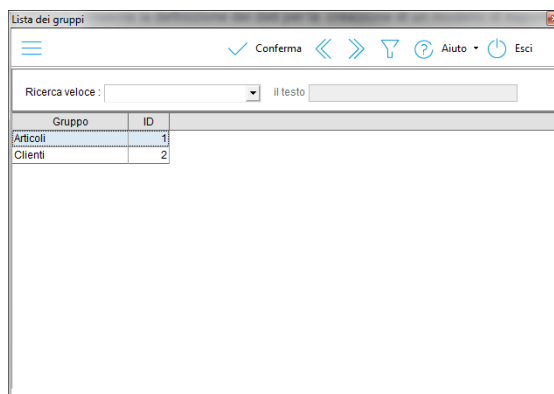 Lista dei gruppi
Conferma Aiuto Esci
Ricerca veloce : il testo
Gruppo ID
Articoli 1
Clienti 2